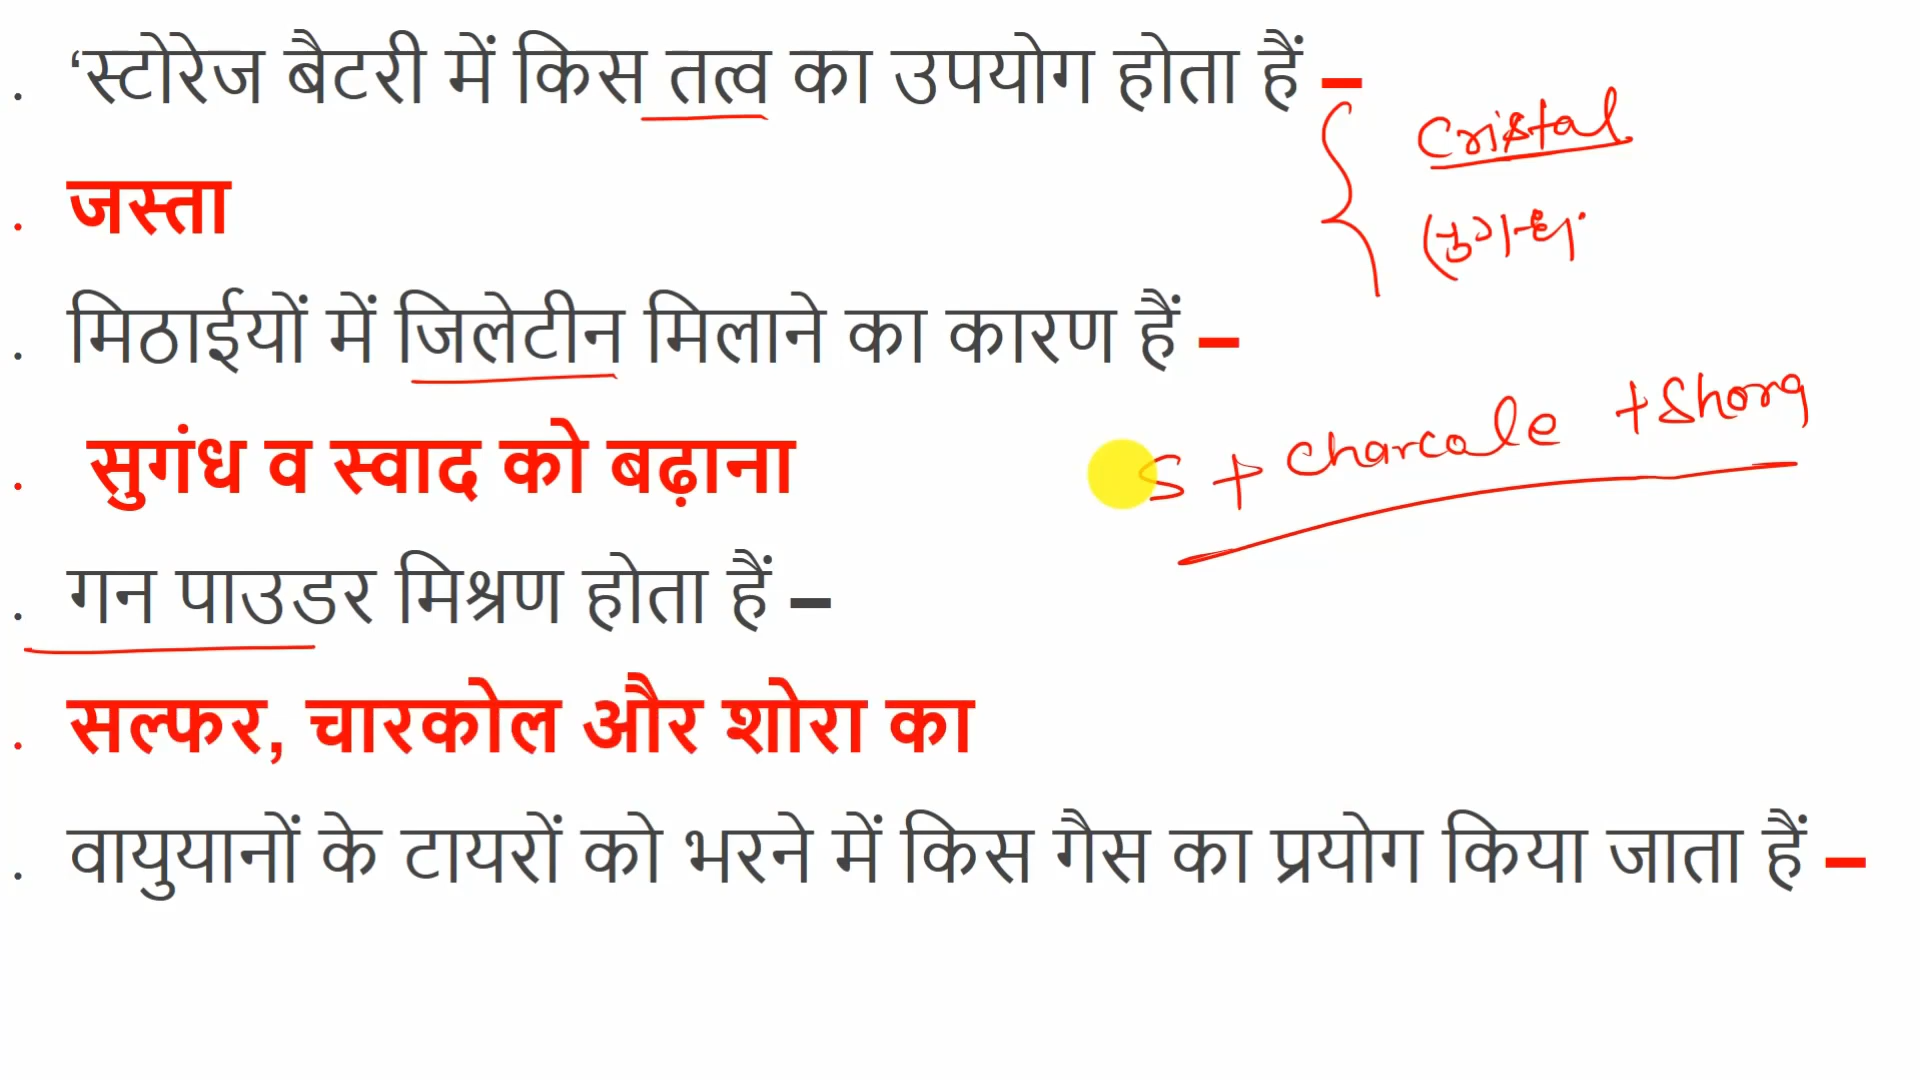 . ‘स्टोरेज बैटरी में किस तत्व का उपयोग होता हैं –
. जस्ता
. मिठाईयों में जिलेटीन मिलाने का कारण हैं –
. सुगंध व स्वाद को बढ़ाना
. गन पाउडर मिश्रण होता हैं –
. सल्फर, चारकोल और शोरा का
. वायुयानों के टायरों को भरने में किस गैस का प्रयोग किया जाता हैं –
Cristal
S + charcale + Shora